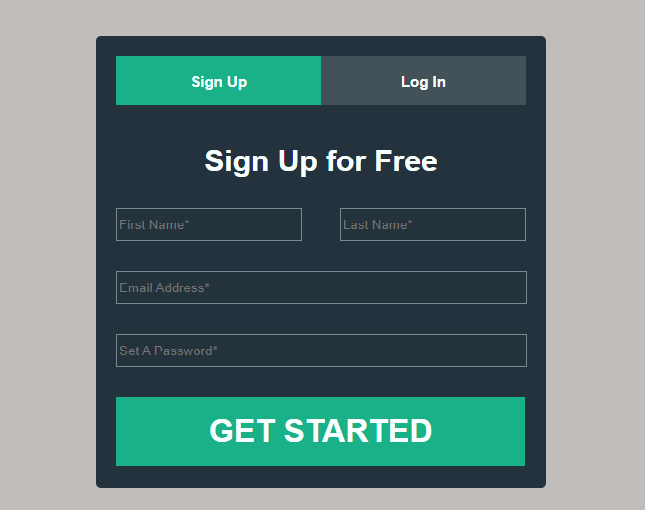 Sign Up Log In
Sign Up for Free
First Name* Last Name*
Email Address*
Set A Password*
GET STARTED